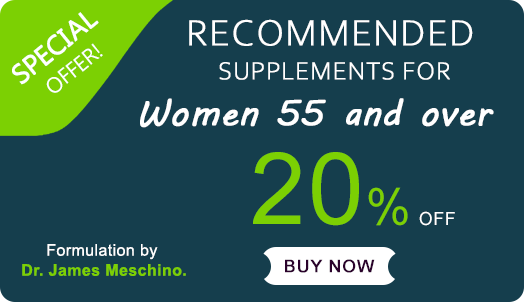 SPECIAL
OFFER!
RECOMMENDED
SUPPLEMENTS FOR
Women 55 and over
20% OFF
Formulation by
Dr. James Meschino.
BUY NOW